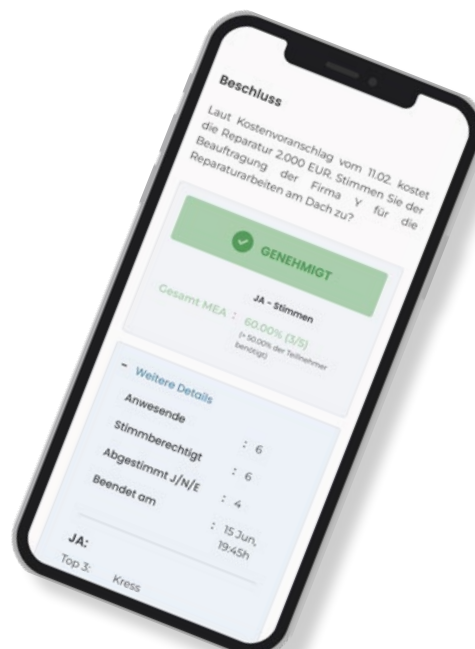 Beschluss
Laut Kostenvoranschlag vom 11.02. kostet
die Reparatur 2.000 EUR. Stimmen Sie der
Beauftragung der Firma Y für die
Reparaturarbeiten am Dach zu?
GENEHMIGT
JA - Stimmen
Gesamt MEA : 60.00% (3/5)
(> 50.00% der Teilnehmer
benötigt)
- Weitere Details
Anwesende : 6
Stimmberechtigt : 6
Abgestimmt J/N/E : 4
Beendet am : 15 Jun,
19:45h
JA:
Top 3: Kress